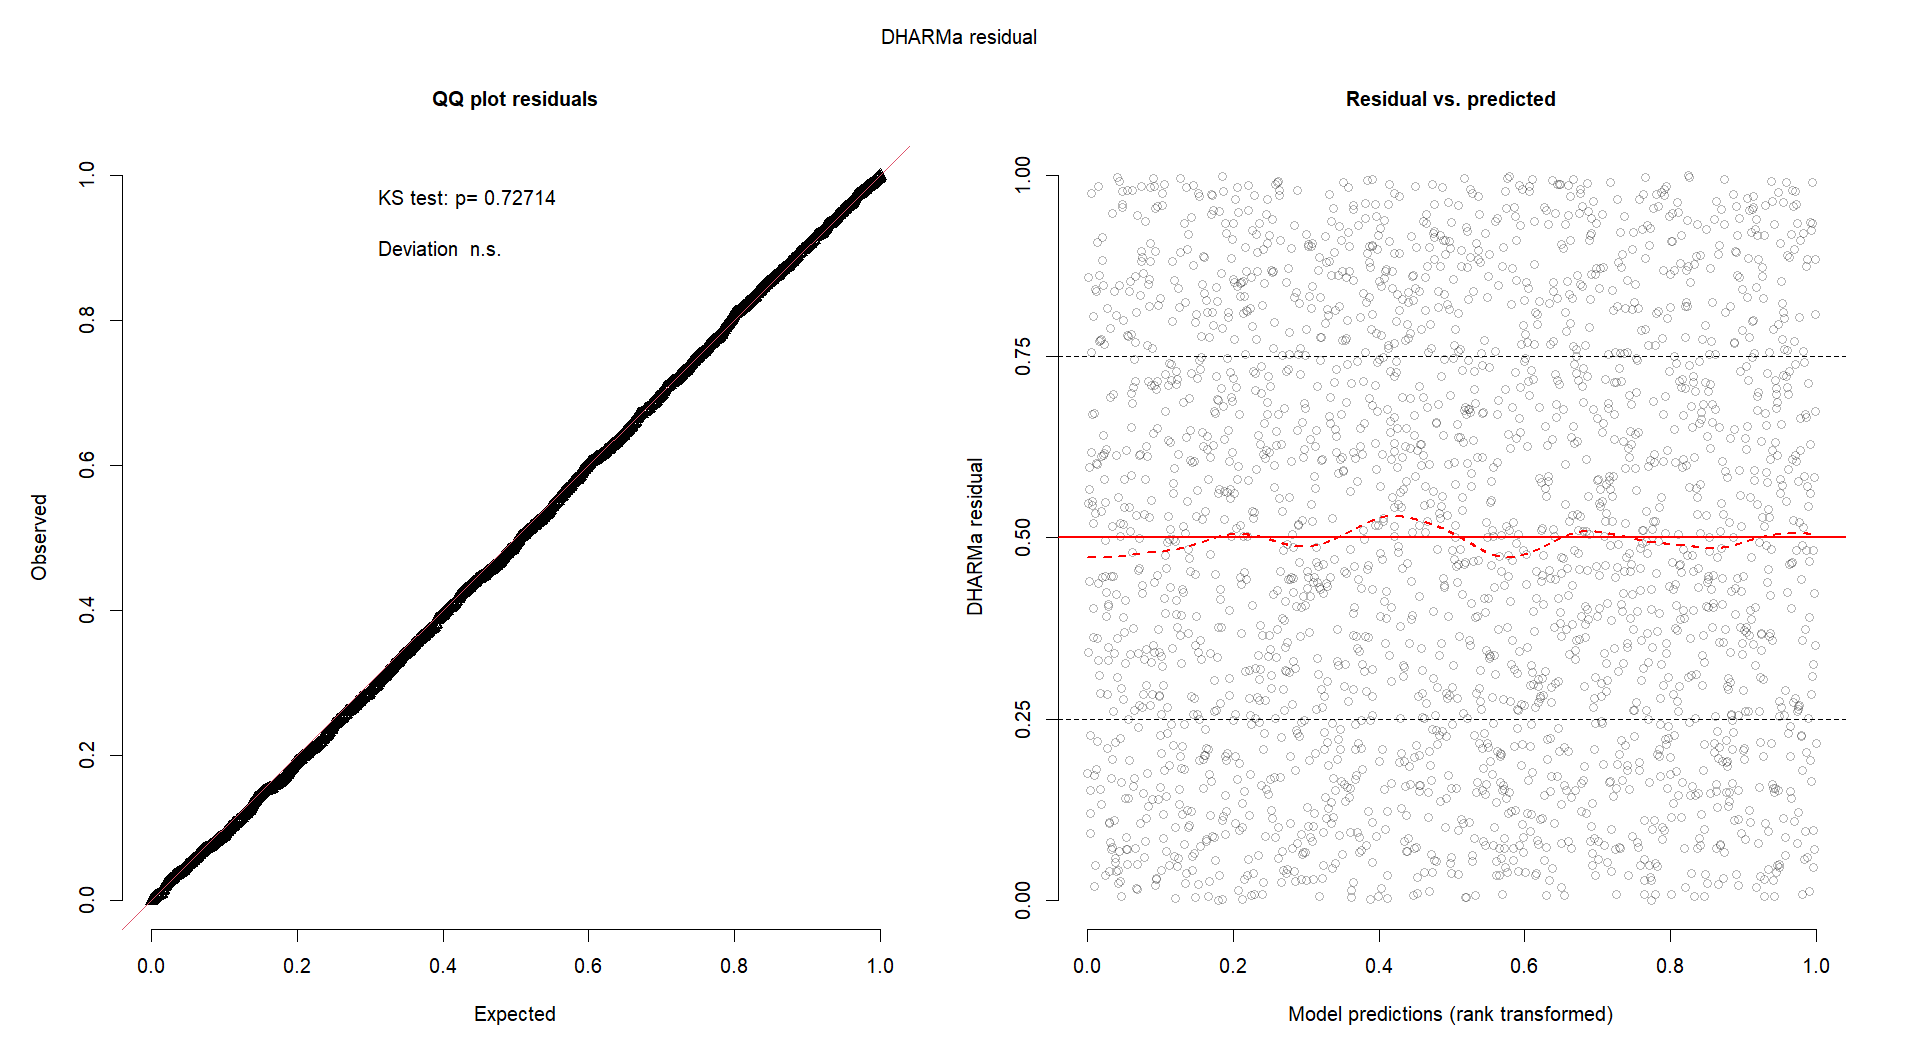 DHARMa residual
QQ plot residuals
KS test: p= 0.72714
Deviation  n.s.
Observed
0.0
0.2
0.4
0.6
0.8
1.0
0.0 0.2 0.4 0.6 0.8 1.0
Expected
Residual vs. predicted
DHARMa residual
0.00
0.25
0.50
0.75
1.00
0.0 0.2 0.4 0.6 0.8 1.0
Model predictions (rank transformed)